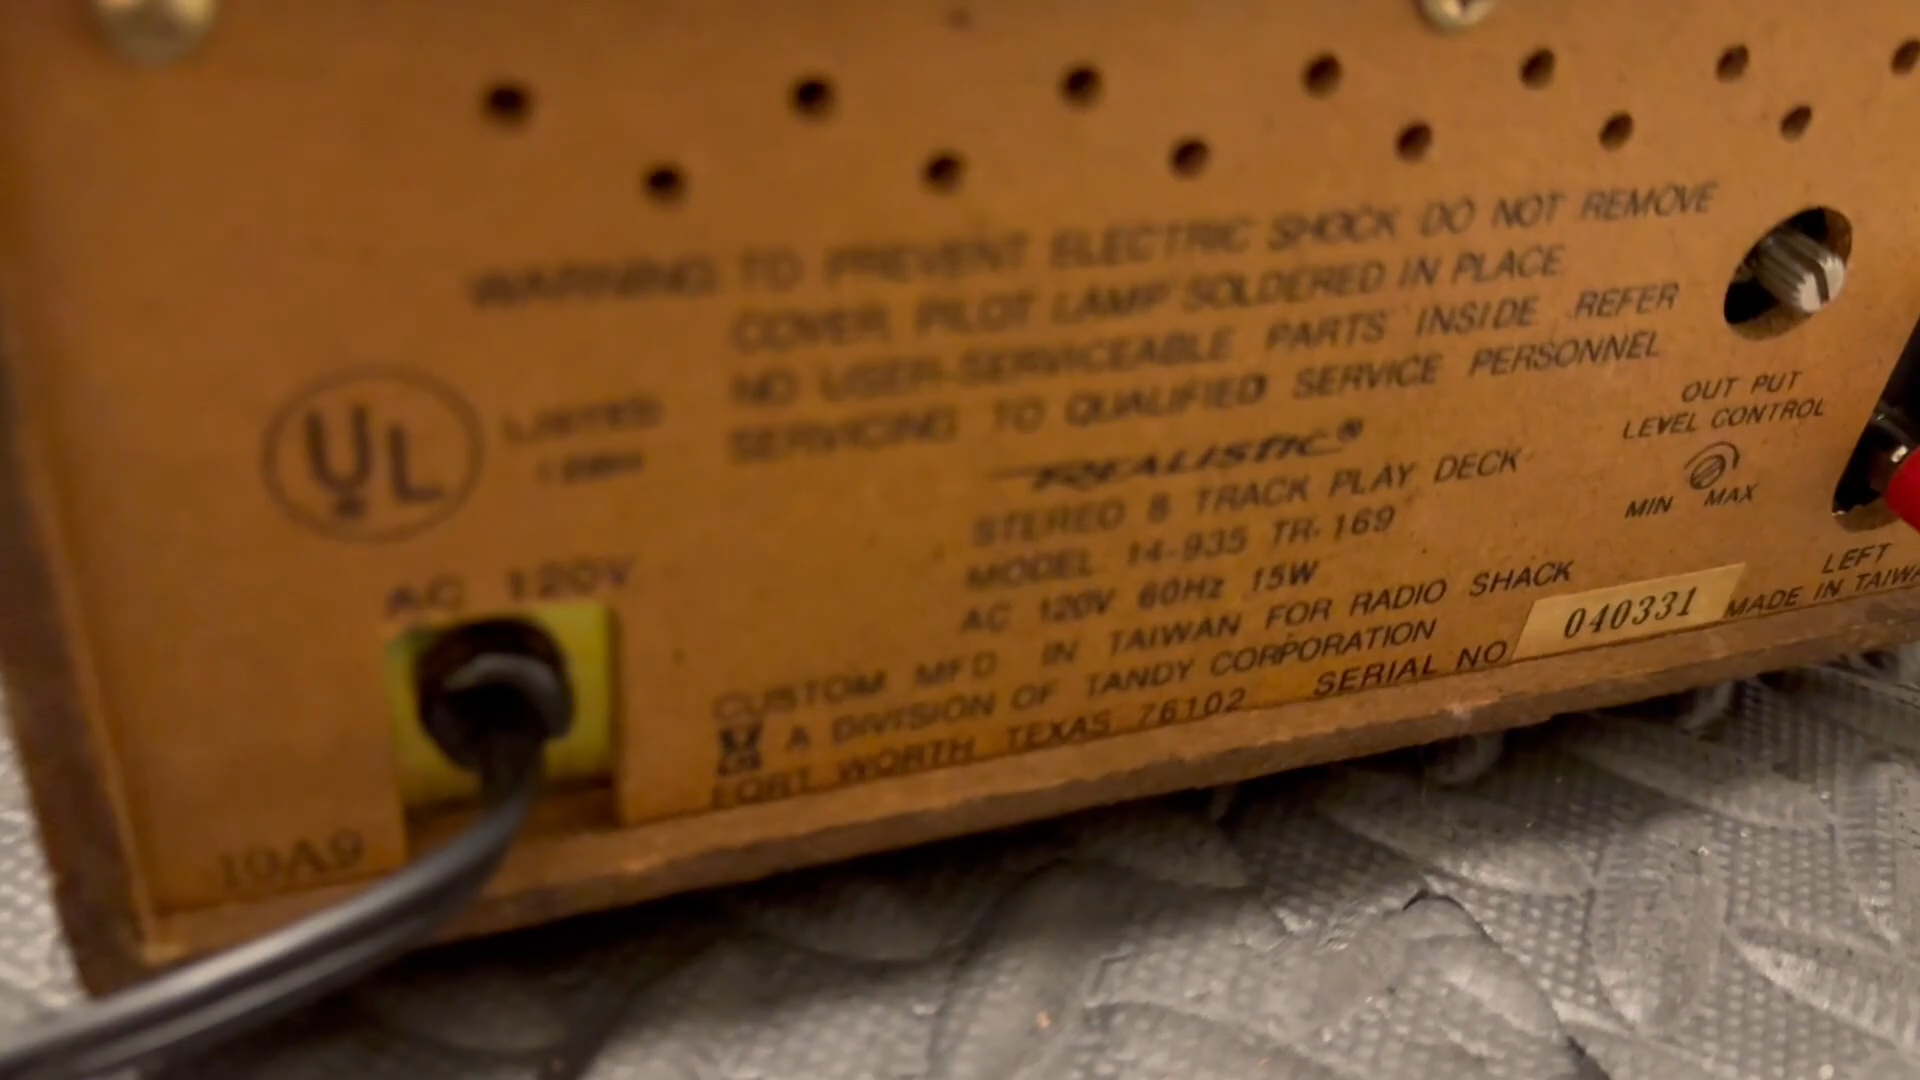 WARNING TO PREVENT ELECTRIC SHOCK DO NOT REMOVE
COVER. PILOT LAMP SOLDERED IN PLACE
NO USER-SERVICEABLE PARTS INSIDE .REFER
SERVICING TO QUALIFIED SERVICE PERSONNEL
UL
LISTED
REALISTIC®
STEREO 8 TRACK PLAY DECK
MODEL 14-935 TR-169
AC 120V 60Hz 15W
CUSTOM MFD IN TAIWAN FOR RADIO SHACK
A DIVISION OF TANDY CORPORATION
FORT WORTH TEXAS 76102
SERIAL NO
040331
MADE IN TAIWA
OUT PUT
LEVEL CONTROL
MIN MAX
LEFT
AC 120V
10A9